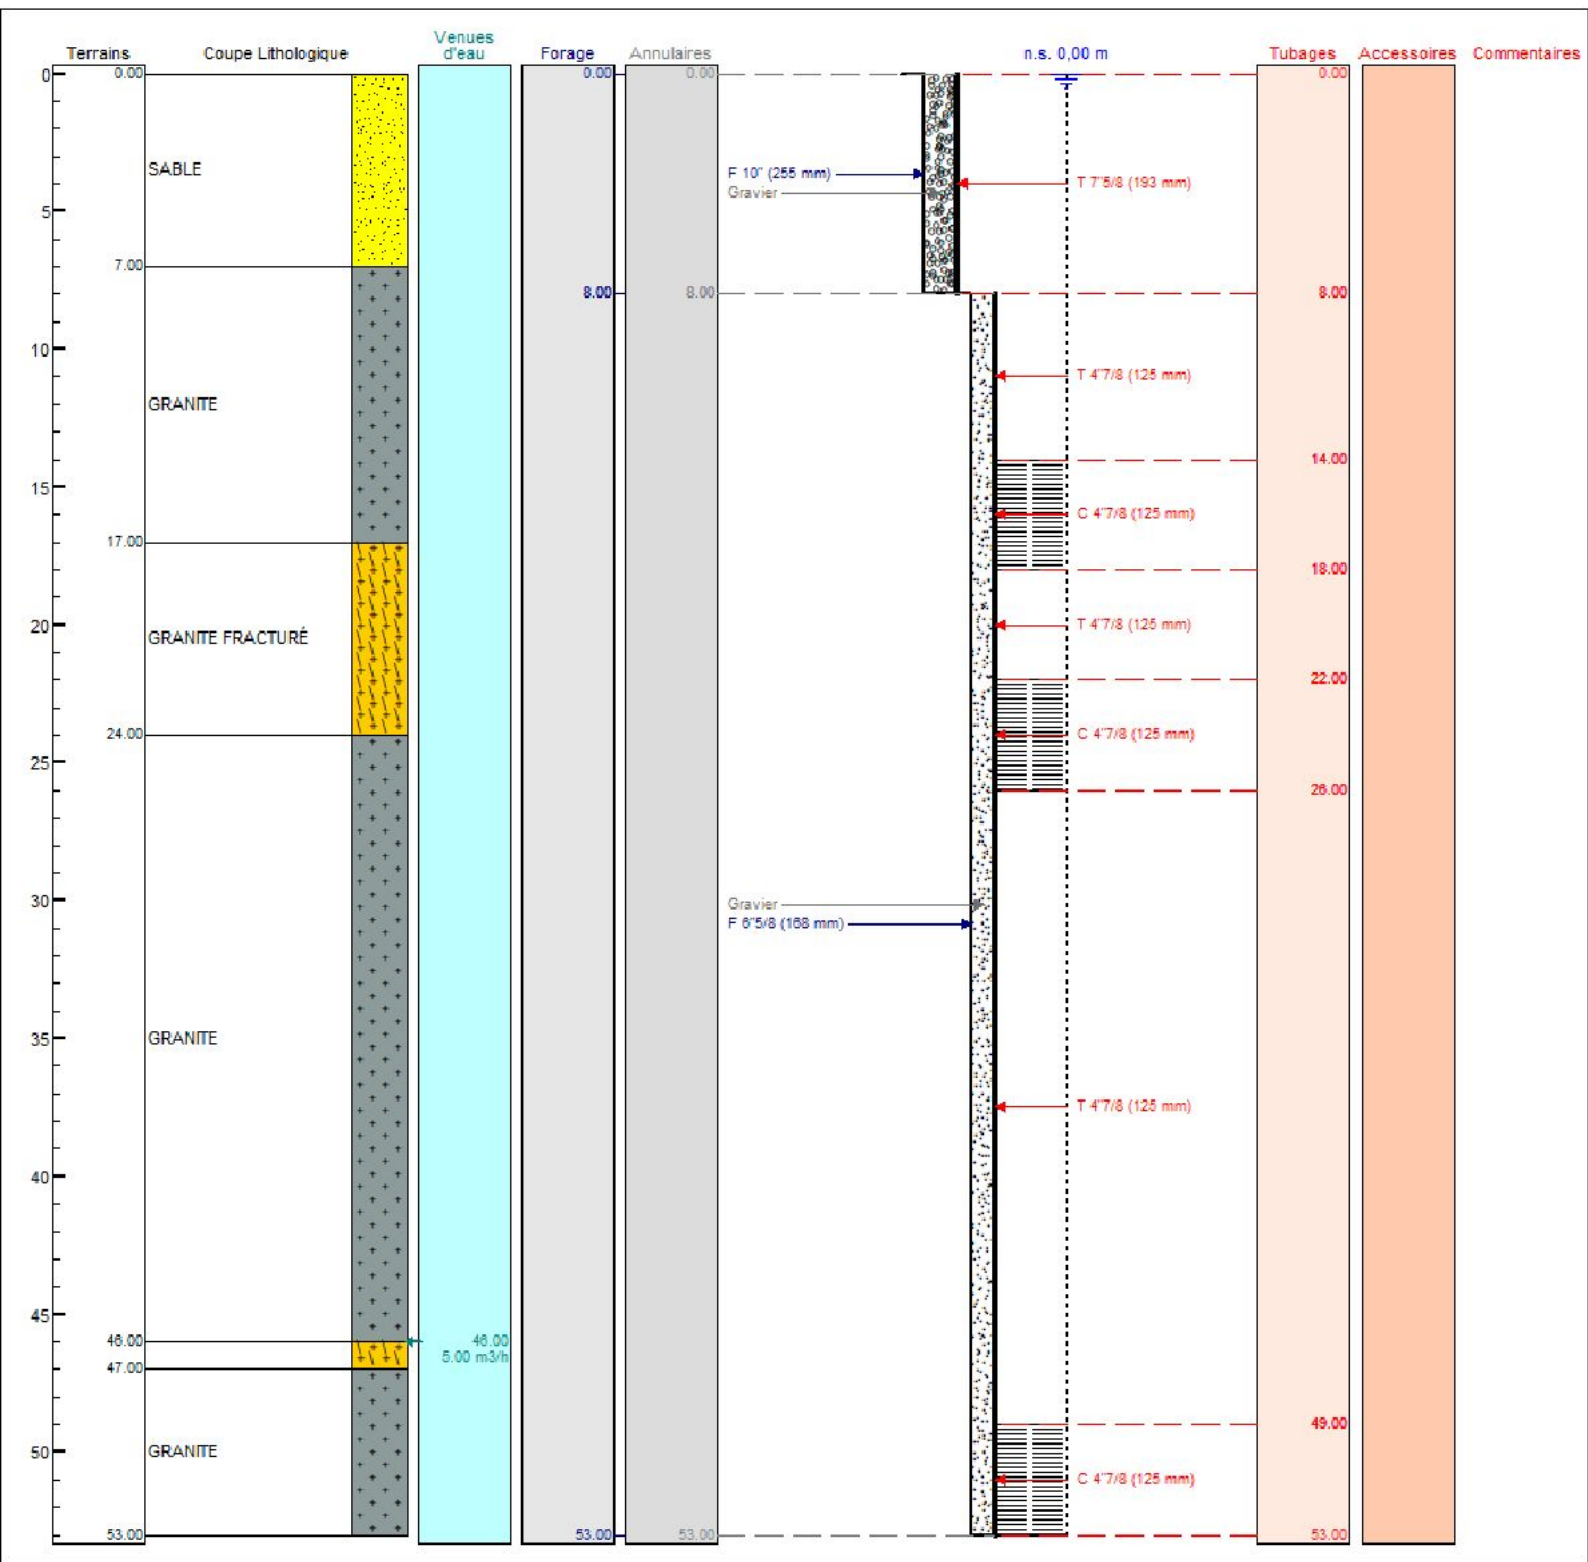 Terrains
Coupe Lithologique
Venues
d'eau
Forage
Annulaires
n.s. 0,00 m
Tubages
Accessoires
Commentaires
0
0.00
0.00
0.00
0.00
SABLE
F 10" (255 mm)
Gravier
T 7"5/8 (193 mm)
5
7.00
8.00
8.00
8.00
10
T 4"7/8 (125 mm)
GRANITE
14.00
15
C 4"7/8 (125 mm)
17.00
18.00
20
T 4"7/8 (125 mm)
GRANITE FRACTURÉ
22.00
24.00
C 4"7/8 (125 mm)
25
26.00
30
Gravier
F 6"5/8 (168 mm)
35
GRANITE
T 4"7/8 (125 mm)
40
45
46.00
46.00
5.00 m3/h
47.00
49.00
50
GRANITE
C 4"7/8 (125 mm)
53.00
53.00
53.00
53.00